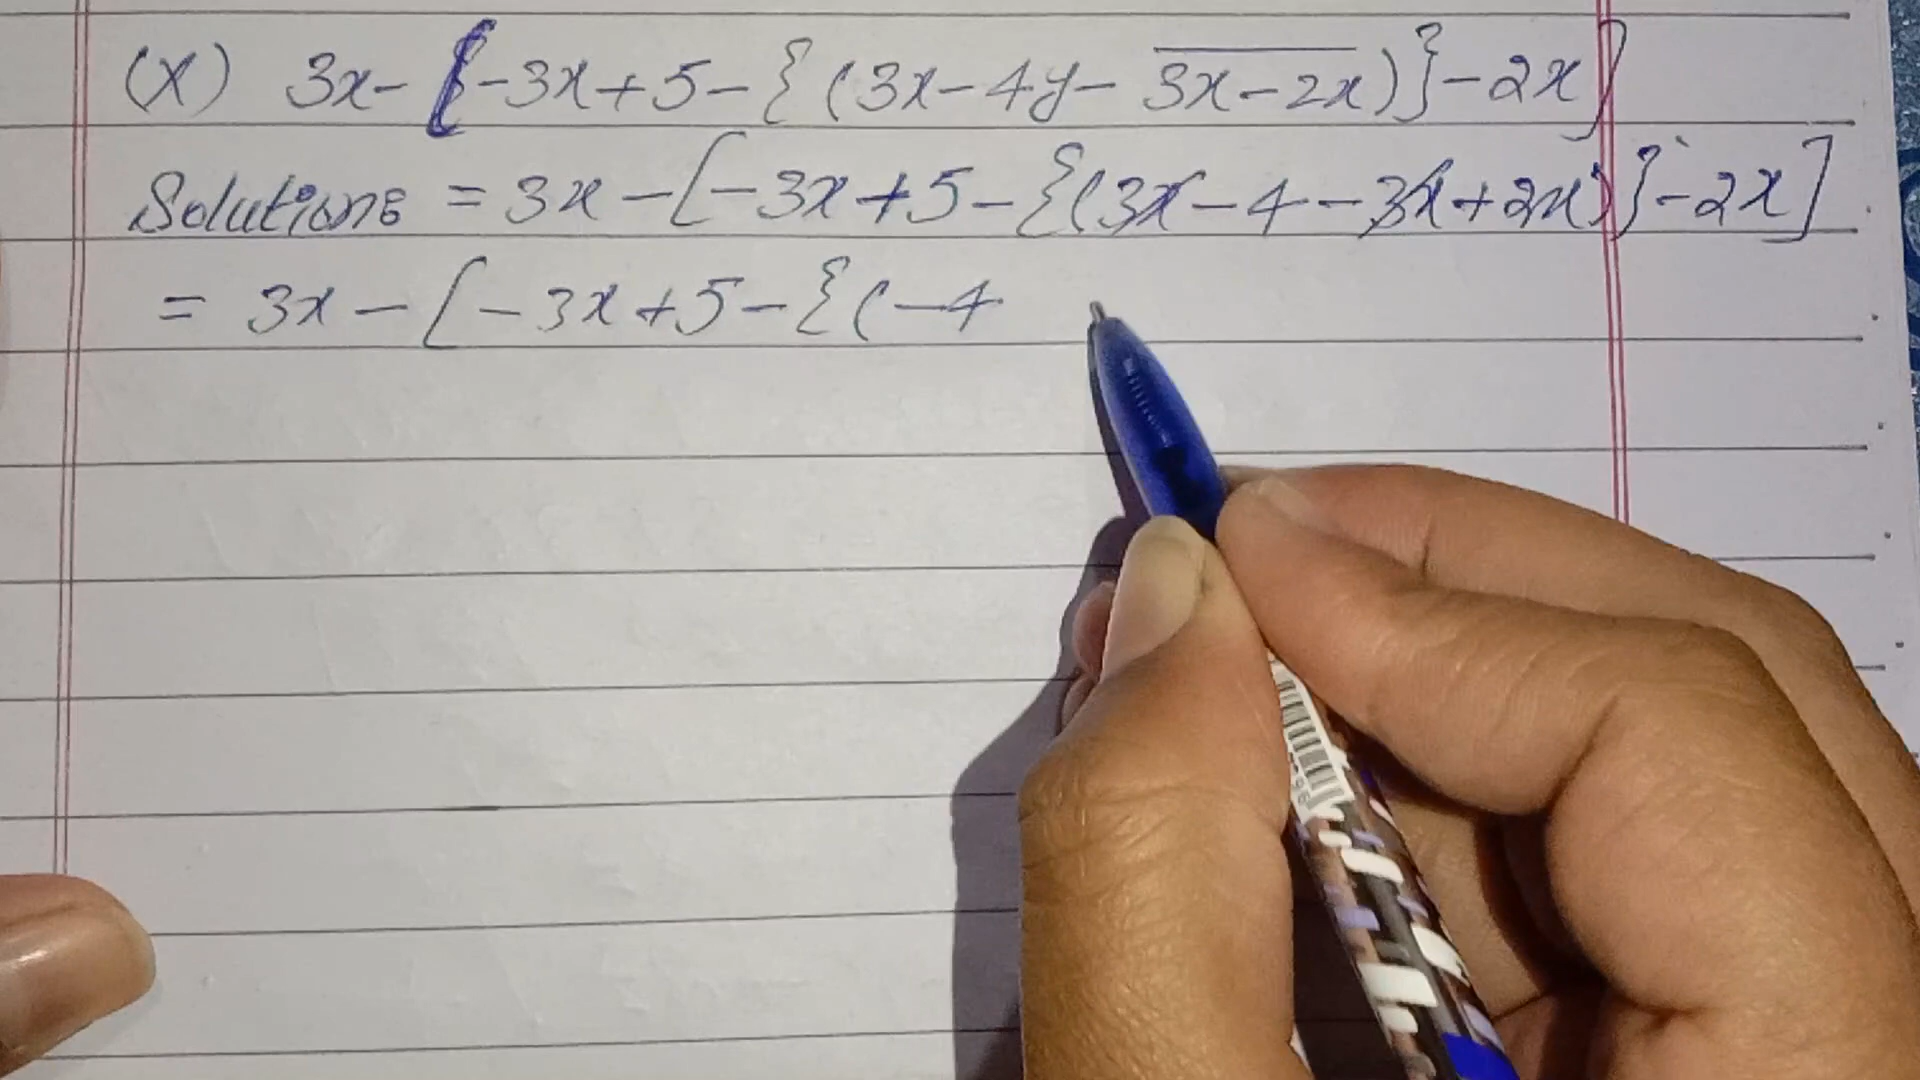 (X) 3x-[-3x+5-{(3x-4y-3x-2x)}-2x]
Solutions = 3x-[-3x+5-{(3x-4-3x+2x)}-2x]
= 3x-[-3x+5-{(-4